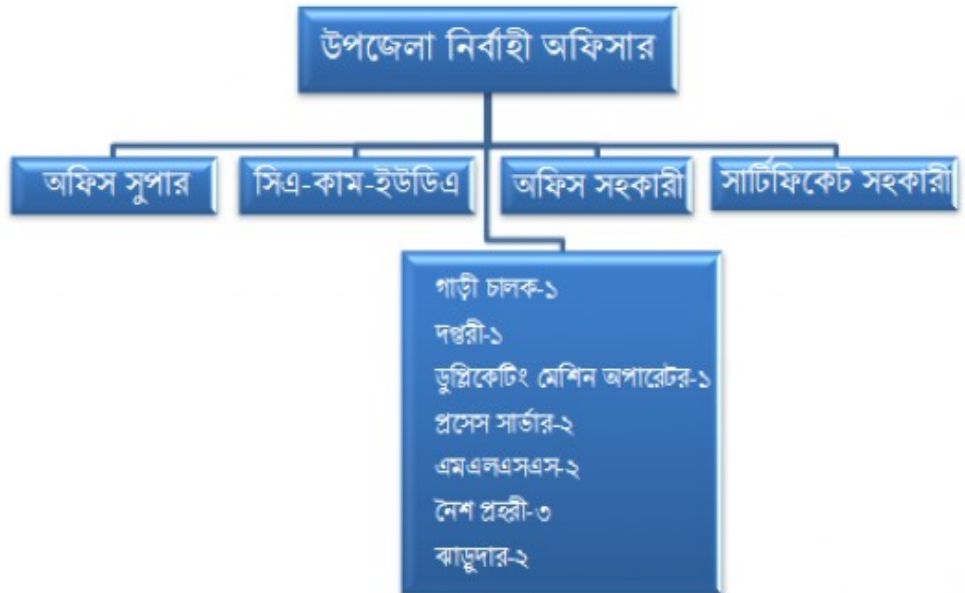 উপজেলা নির্বাহী অফিসার
অফিস সুপার
সিএ-কাম-ইউডিএ
অফিস সহকারী
সার্টিফিকেট সহকারী
গাড়ী চালক-১
দপ্তরী-১
ডুপ্লিকেটিং মেশিন অপারেটর-১
প্রসেস সার্ভার-২
এমএলএসএস-২
নৈশ প্রহরী-৩
ঝাড়ুদার-২